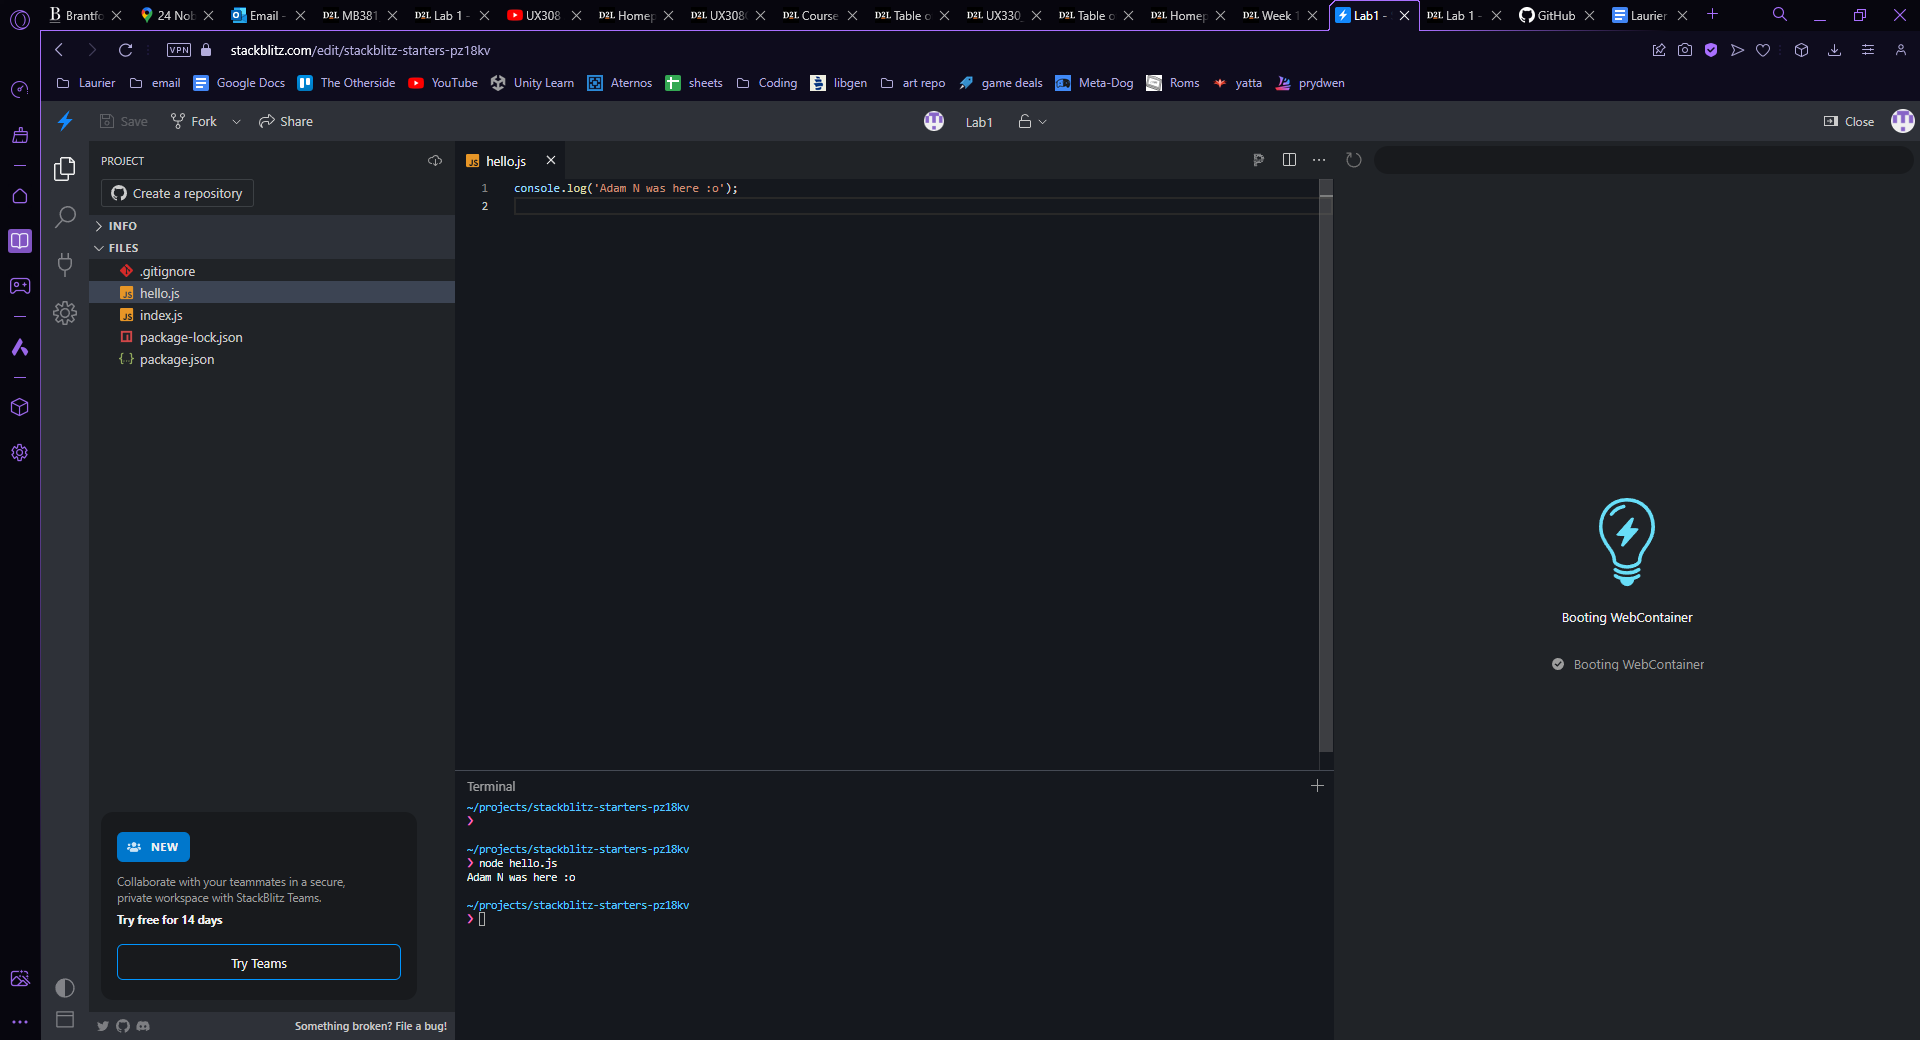 Brantfo
24 Nob
Email -
D2L MB381
D2L Lab 1 -
UX308
D2L Homep
D2L UX308
D2L Course
D2L Table o
D2L UX330_
D2L Table o
D2L Homep
D2L Week 1
Lab1 -
D2L Lab 1 -
GitHub
Laurier
VPN
stackblitz.com/edit/stackblitz-starters-pz18kv
Laurier
email
Google Docs
The Otherside
YouTube
Unity Learn
Aternos
sheets
Coding
libgen
art repo
game deals
Meta-Dog
Roms
yatta
prydwen
Save
Fork
Share
Lab1
Close
PROJECT
Create a repository
INFO
FILES
.gitignore
hello.js
index.js
package-lock.json
package.json
hello.js
1 console.log('Adam N was here :o');
2
Booting WebContainer
Booting WebContainer
Terminal
~/projects/stackblitz-starters-pz18kv
❯
~/projects/stackblitz-starters-pz18kv
❯ node hello.js
Adam N was here :o
~/projects/stackblitz-starters-pz18kv
❯
NEW
Collaborate with your teammates in a secure,
private workspace with StackBlitz Teams.
Try free for 14 days
Try Teams
Something broken? File a bug!